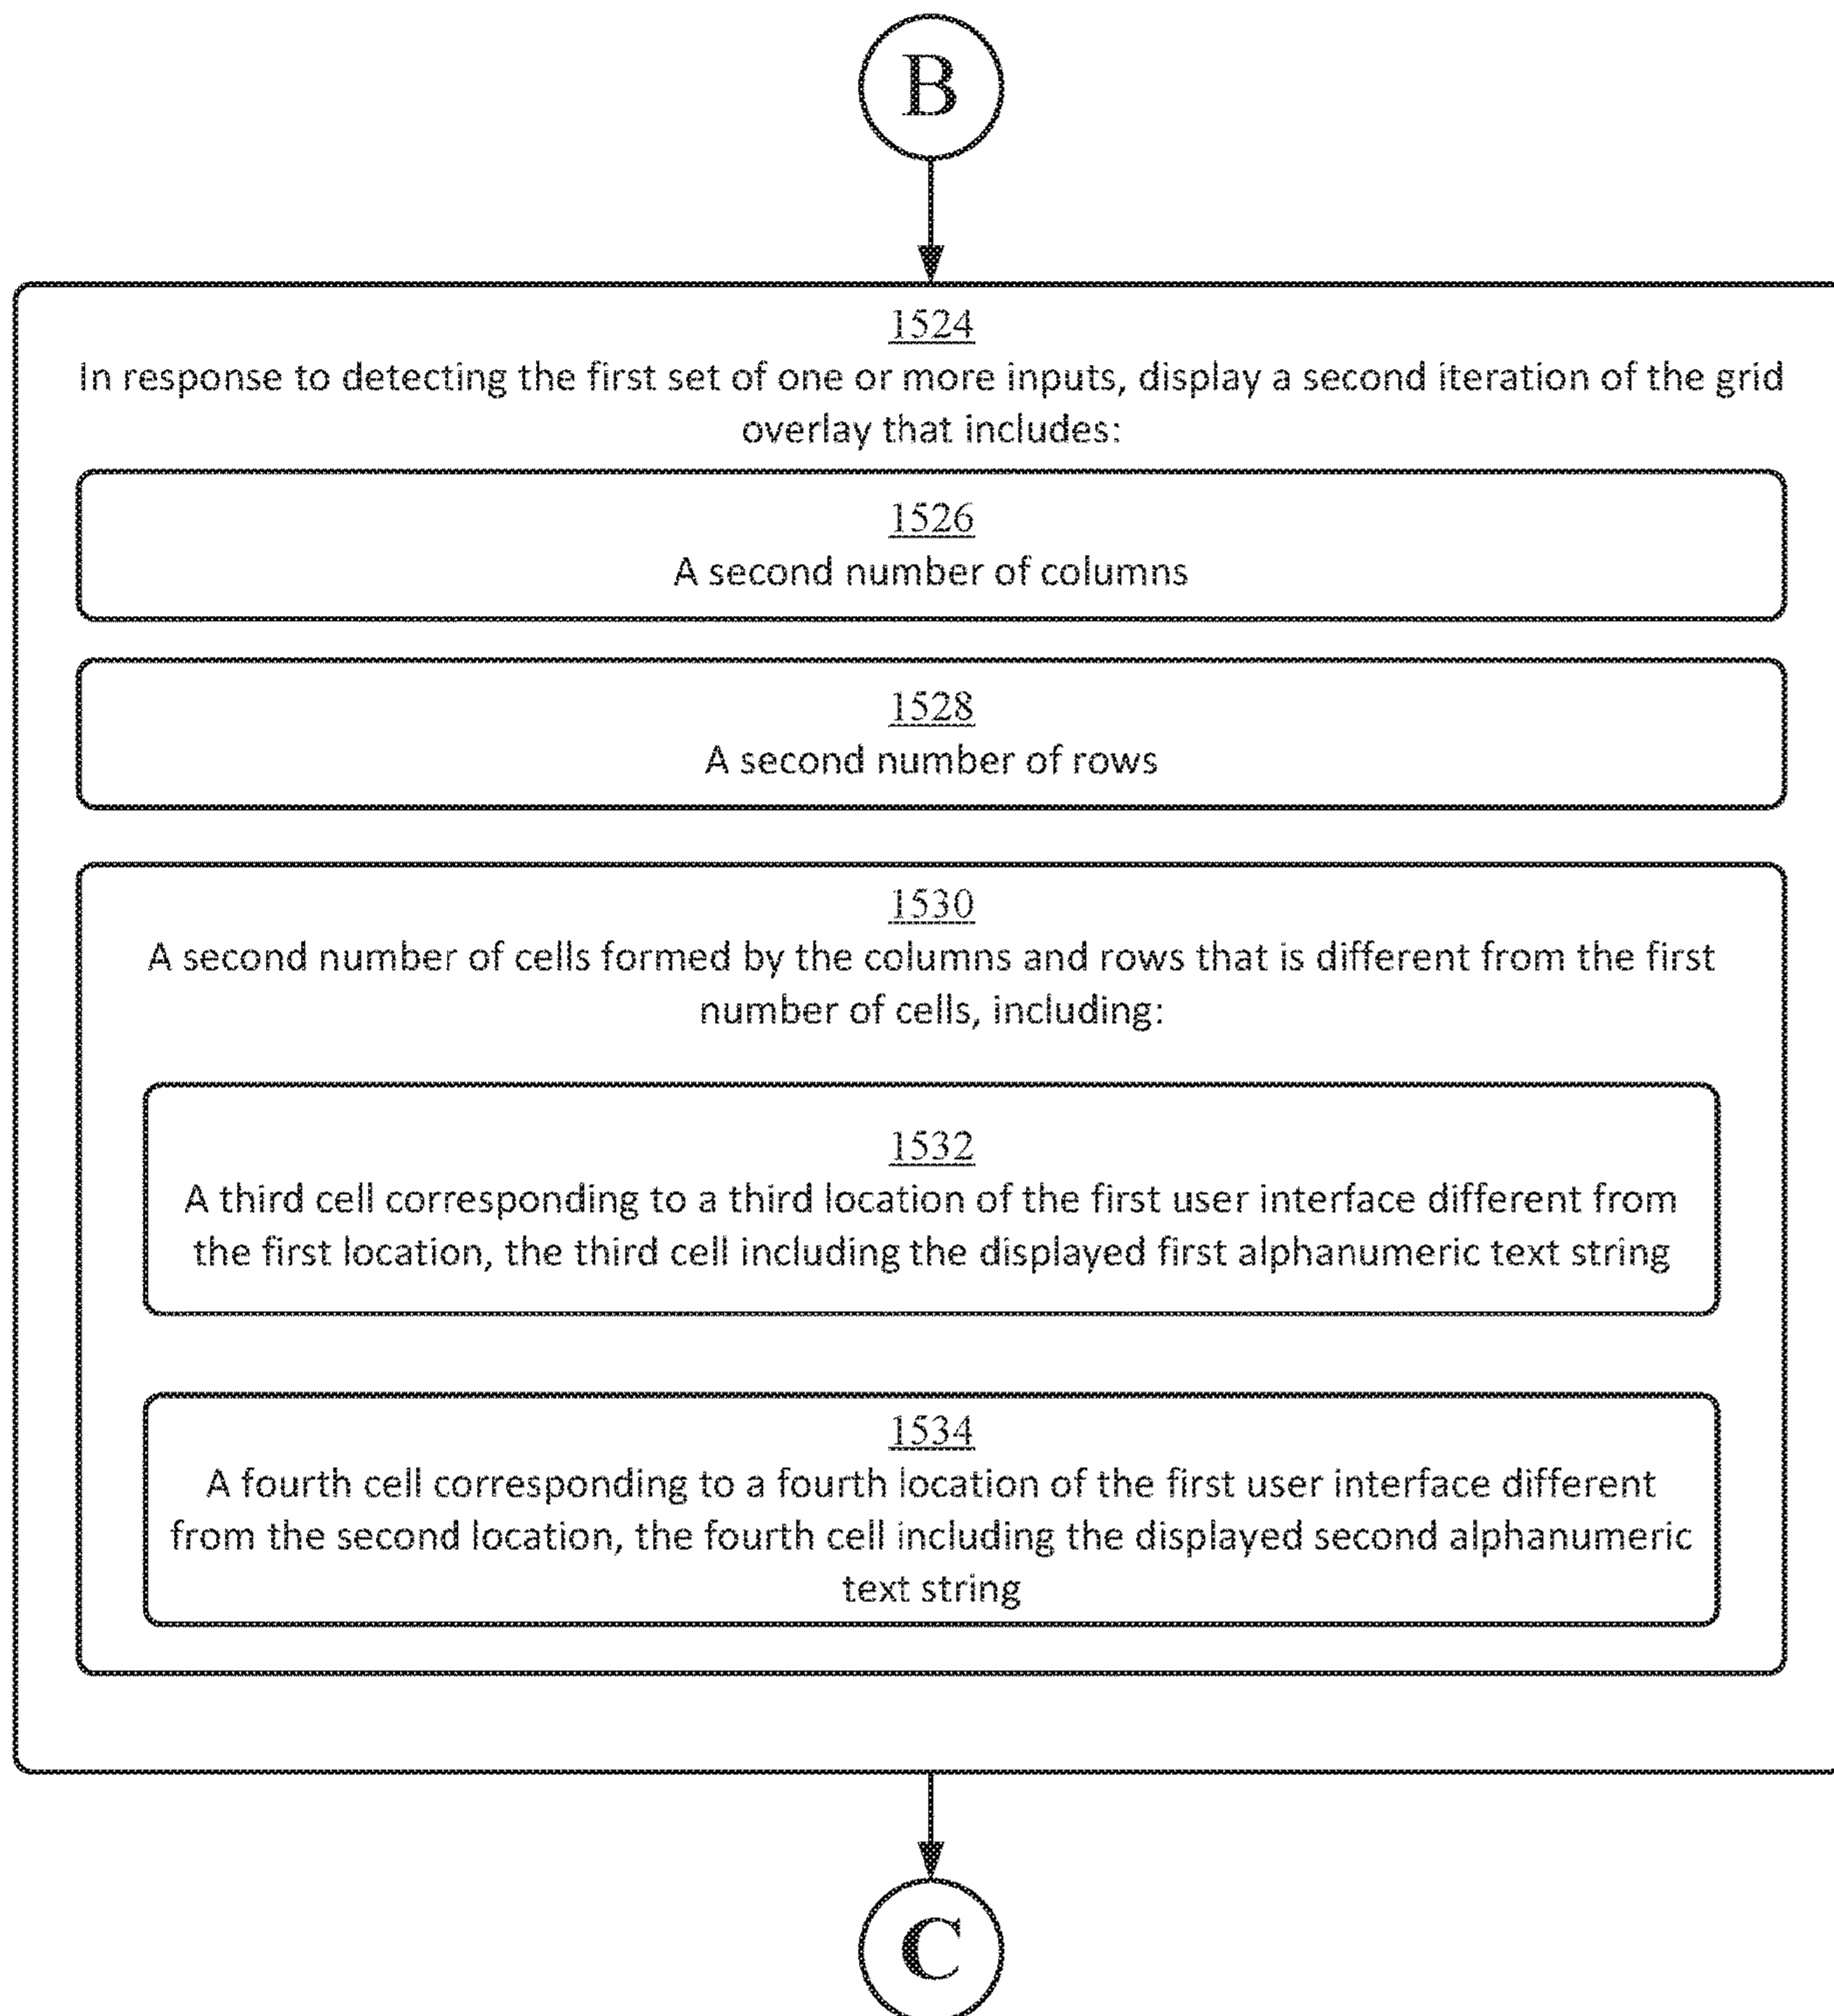 B
1524
In response to detecting the first set of one or more inputs, display a second iteration of the grid
overlay that includes:
1526
A second number of columns
1528
A second number of rows
1530
A second number of cells formed by the columns and rows that is different from the first
number of cells, including:
1532
A third cell corresponding to a third location of the first user interface different from
the first location, the third cell including the displayed first alphanumeric text string
1534
A fourth cell corresponding to a fourth location of the first user interface different
from the second location, the fourth cell including the displayed second alphanumeric
text string
C